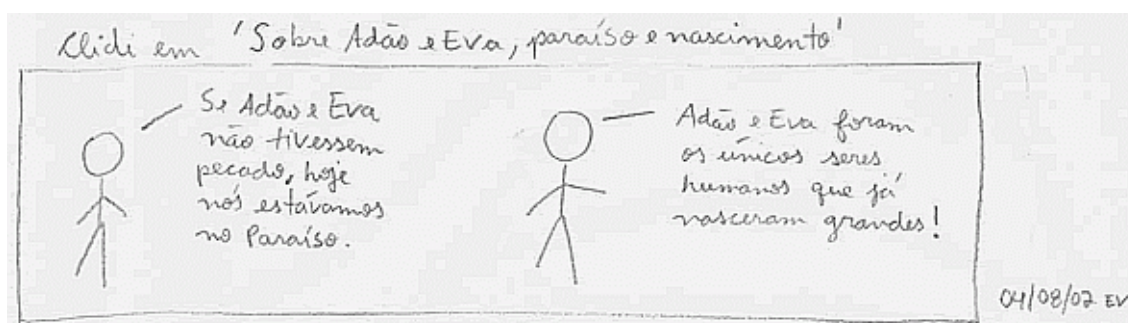 Clidi em 'Sobre Adão e Eva, paraíso e nascimento'
Se Adão e Eva
não tivessem
pecado, hoje
nós estávamos
no Paraíso.
Adão e Eva foram
os únicos seres
humanos que já
nasceram grandes!
04/08/02 EV